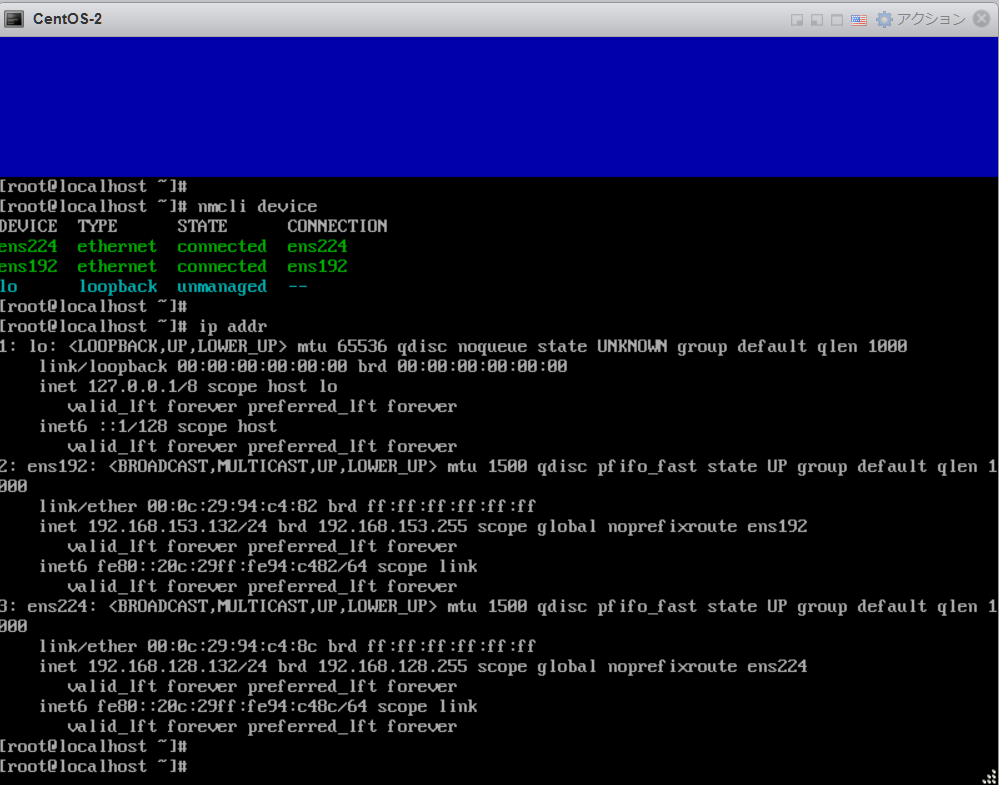 CentOS-2
アクション
[root@localhost ~]#
[root@localhost ~]# nmcli device
DEVICE  TYPE      STATE      CONNECTION
ens224  ethernet  connected  ens224
ens192  ethernet  connected  ens192
lo      loopback  unmanaged  --
[root@localhost ~]#
[root@localhost ~]# ip addr
1: lo: <LOOPBACK,UP,LOWER_UP> mtu 65536 qdisc noqueue state UNKNOWN group default qlen 1000
    link/loopback 00:00:00:00:00:00 brd 00:00:00:00:00:00
    inet 127.0.0.1/8 scope host lo
       valid_lft forever preferred_lft forever
    inet6 ::1/128 scope host
       valid_lft forever preferred_lft forever
2: ens192: <BROADCAST,MULTICAST,UP,LOWER_UP> mtu 1500 qdisc pfifo_fast state UP group default qlen 1
000
    link/ether 00:0c:29:94:c4:82 brd ff:ff:ff:ff:ff:ff
    inet 192.168.153.132/24 brd 192.168.153.255 scope global noprefixroute ens192
       valid_lft forever preferred_lft forever
    inet6 fe80::20c:29ff:fe94:c482/64 scope link
       valid_lft forever preferred_lft forever
3: ens224: <BROADCAST,MULTICAST,UP,LOWER_UP> mtu 1500 qdisc pfifo_fast state UP group default qlen 1
000
    link/ether 00:0c:29:94:c4:8c brd ff:ff:ff:ff:ff:ff
    inet 192.168.128.132/24 brd 192.168.128.255 scope global noprefixroute ens224
       valid_lft forever preferred_lft forever
    inet6 fe80::20c:29ff:fe94:c48c/64 scope link
       valid_lft forever preferred_lft forever
[root@localhost ~]#
[root@localhost ~]#